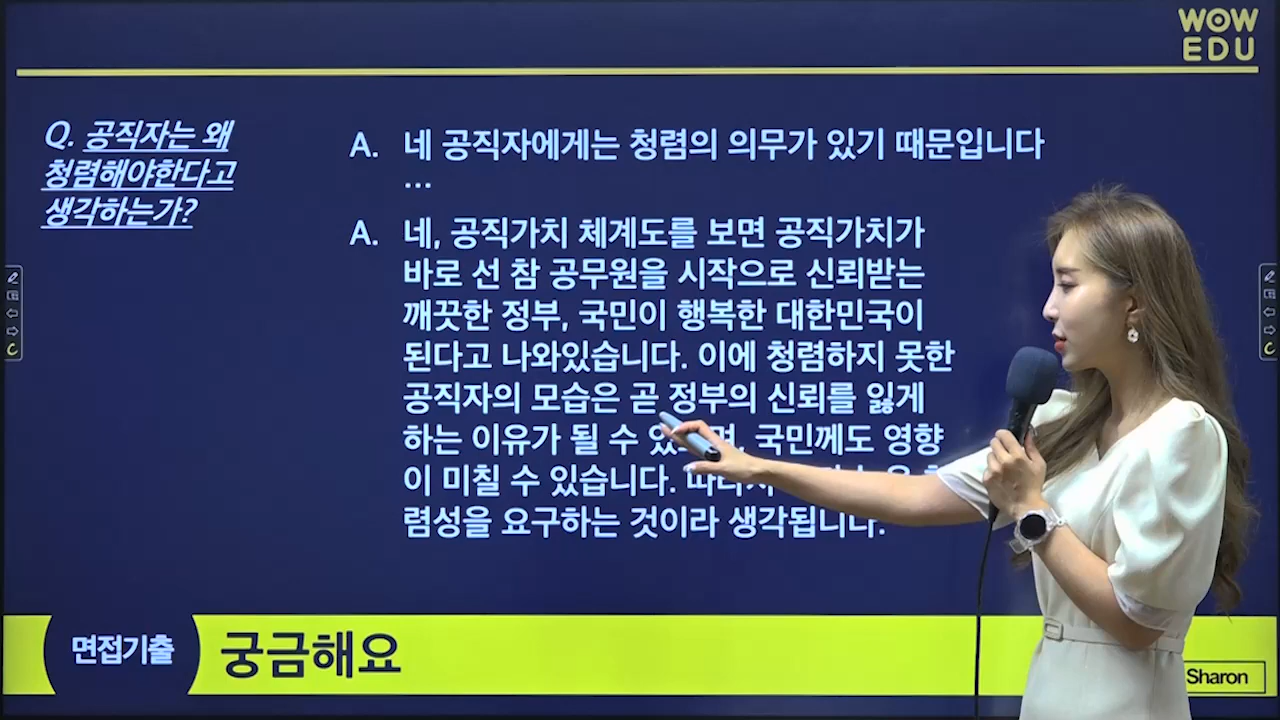 WOW
EDU
Q. 공직자는 왜
청렴해야한다고
생각하는가?
A. 네 공직자에게는 청렴의 의무가 있기 때문입니다
...
A. 네, 공직가치 체계도를 보면 공직가치가
바로 선 참 공무원을 시작으로 신뢰받는
깨끗한 정부, 국민이 행복한 대한민국이
된다고 나와있습니다. 이에 청렴하지 못한
공직자의 모습은 곧 정부의 신뢰를 잃게
하는 이유가 될 수 국민께도 영향
이 미칠 수 있습니다.
렴성을 요구하는 것이라 생각됩니다.
면접기출 궁금해요
Sharon